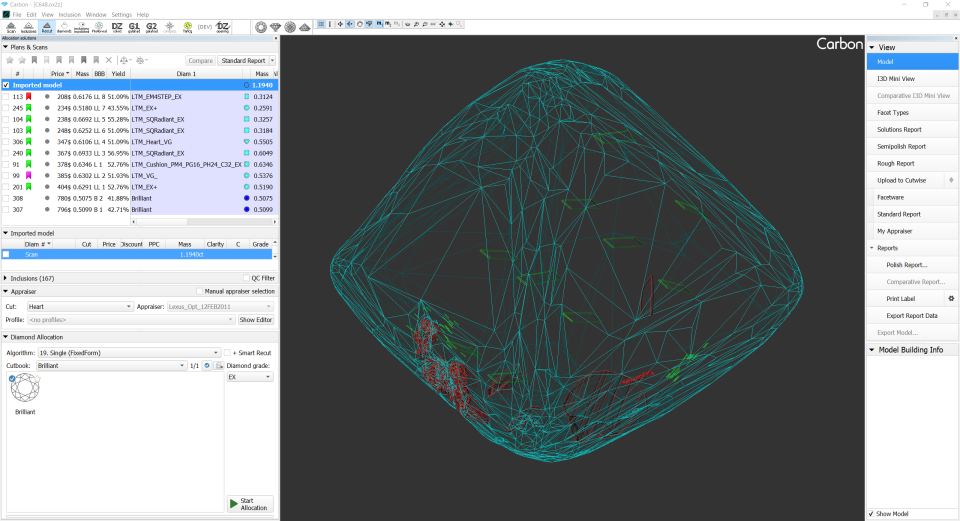 Carbon - [C648.ox2z]
File Edit View Inclusion Window Settings Help
Scan Inclusions Recut
DZ G1 G2 (DEV) DZ
Allocation solutions
Plans & Scans
Compare Standard Report
# Price Mass BBB Yield Diam 1 Mass
Imported model 1.1940
113 208$ 0.6176 LL 8 51.09% LTM_EM4STEP_EX 0.3124
245 234$ 0.5180 LL 7 43.55% LTM_EX+ 0.2591
104 238$ 0.6692 LL 5 55.28% LTM_SQRadiant_EX 0.3257
103 248$ 0.6252 LL 6 51.09% LTM_SQRadiant_EX 0.3184
306 347$ 0.6106 LL 4 51.09% LTM_Heart_VG 0.5505
240 367$ 0.6933 LL 3 56.95% LTM_SQRadiant_EX 0.6049
91 378$ 0.6346 L 1 52.76% LTM_Cushion_PM4_PG16_PH24_C32_EX 0.6346
99 385$ 0.6302 LL 2 51.93% LTM_VG_ 0.5376
201 404$ 0.6291 LL 1 52.76% LTM_EX+ 0.5190
308 780$ 0.5075 B 2 41.88% Brilliant 0.5075
307 796$ 0.5099 B 1 42.71% Brilliant 0.5099
Imported model
Diam # Cut Price Discount PPC Mass Clarity C Grade
Scan 1.1940ct
Inclusions (167) QC Filter
Appraiser Manual appraiser selection
Cut: Heart Appraiser: Lexus_Opt_12FEB2011
Profile: <no profiles> Show Editor
Diamond Allocation
Algorithm: 19. Single (FixedForm) + Smart Recut
Cutbook: Brilliant 1/1 Diamond grade:
EX
Brilliant
Start
Allocation
Carbon
View
Model
I3D Mini View
Comparative I3D Mini View
Facet Types
Solutions Report
Semipolish Report
Rough Report
Upload to Cutwise
Facetware
Standard Report
My Appraiser
Reports
Polish Report...
Comparative Report...
Print Label
Export Report Data
Export Model...
Model Building Info
Show Model